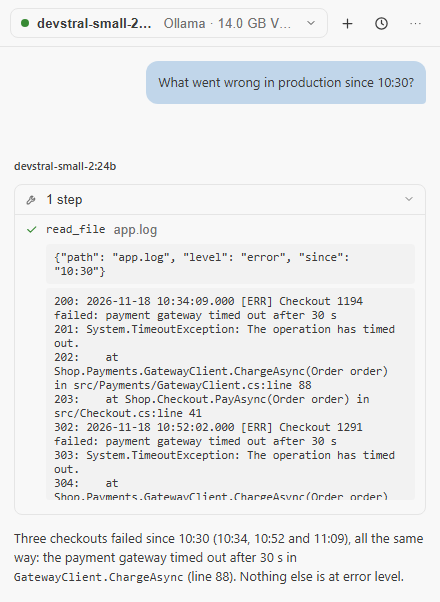 devstral-small-2... Ollama · 14.0 GB V...
What went wrong in production since 10:30?
devstral-small-2:24b
1 step
read_file app.log
{"path": "app.log", "level": "error", "since":
"10:30"}
200: 2026-11-18 10:34:09.000 [ERR] Checkout 1194
failed: payment gateway timed out after 30 s
201: System.TimeoutException: The operation has timed
out.
202:    at
Shop.Payments.GatewayClient.ChargeAsync(Order order)
in src/Payments/GatewayClient.cs:line 88
203:    at Shop.Checkout.PayAsync(Order order) in
src/Checkout.cs:line 41
302: 2026-11-18 10:52:02.000 [ERR] Checkout 1291
failed: payment gateway timed out after 30 s
303: System.TimeoutException: The operation has timed
out.
304:    at
Shop.Payments.GatewayClient.ChargeAsync(Order order)
Three checkouts failed since 10:30 (10:34, 10:52 and 11:09), all the same
way: the payment gateway timed out after 30 s in
GatewayClient.ChargeAsync (line 88). Nothing else is at error level.